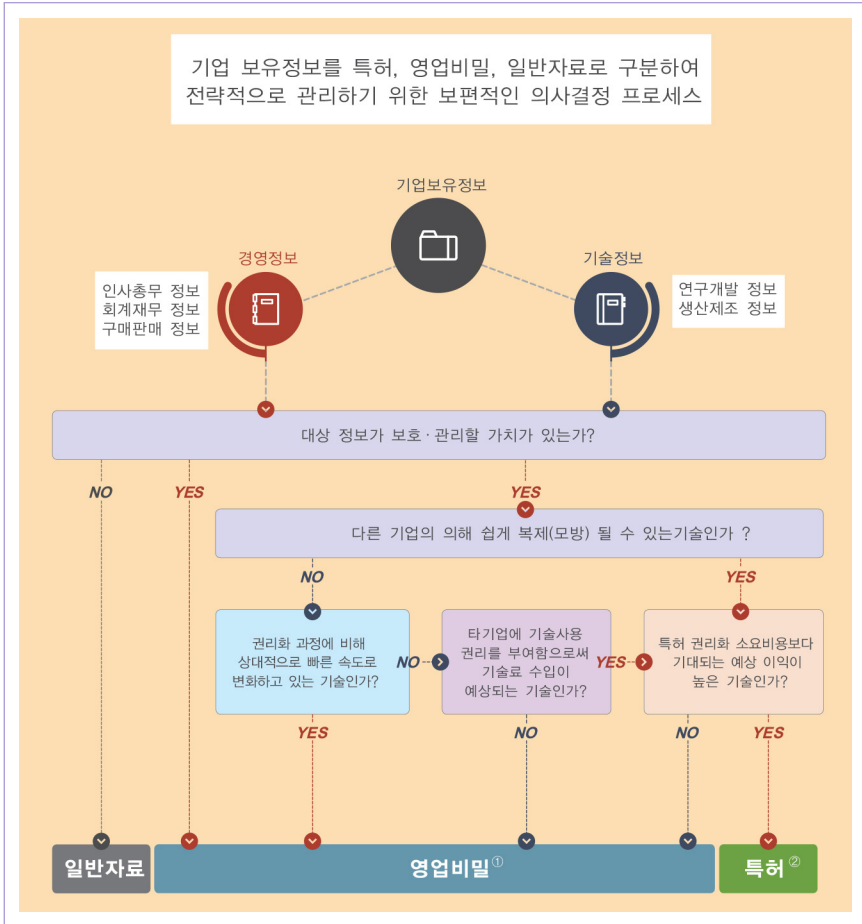 기업 보유정보를 특허, 영업비밀, 일반자료로 구분하여
전략적으로 관리하기 위한 보편적인 의사결정 프로세스
기업보유정보
경영정보
기술정보
인사총무 정보
회계재무 정보
구매판매 정보
연구개발 정보
생산제조 정보
대상 정보가 보호·관리할 가치가 있는가?
NO
YES
YES
다른 기업의 의해 쉽게 복제(모방) 될 수 있는기술인가 ?
NO
YES
권리화 과정에 비해
상대적으로 빠른 속도로
변화하고 있는 기술인가?
NO
타기업에 기술사용
권리를 부여함으로써
기술료 수입이
예상되는 기술인가?
YES
특허 권리화 소요비용보다
기대되는 예상 이익이
높은 기술인가?
YES
NO
NO
YES
일반자료
영업비밀①
특허②